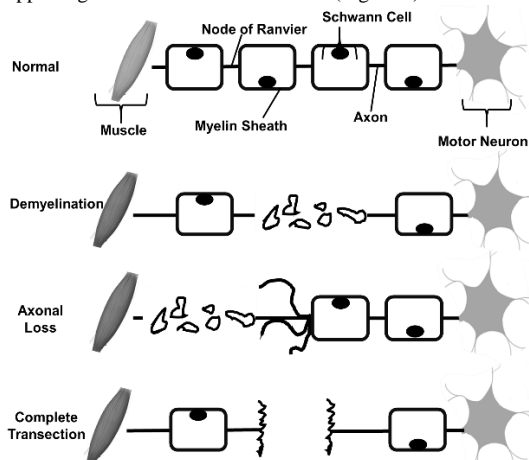 Schwann Cell
Node of Ranvier
Normal
Muscle
Myelin Sheath
Axon
Motor Neuron
Demyelination
Axonal
Loss
Complete
Transection